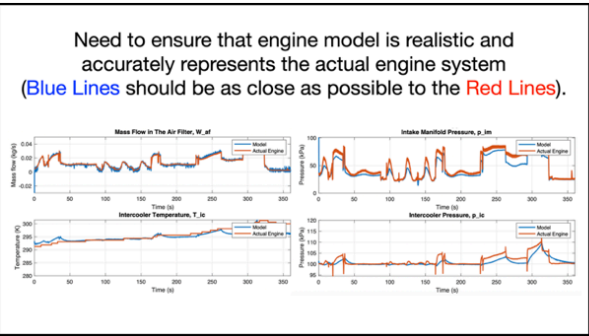 Need to ensure that engine model is realistic and
accurately represents the actual engine system
(Blue Lines should be as close as possible to the Red Lines).
Mass Flow in The Air Filter, W_af
Mass flow (kg/s)
0.04
0.02
0
-0.02
0 50 100 150 200 250 300 350
Time (s)
Model
Actual Engine
Intake Manifold Pressure, p_im
Pressure (kPa)
100
50
0
0 50 100 150 200 250 300 350
Time (s)
Model
Actual Engine
Intercooler Temperature, T_ic
Temperature (K)
300
295
290
285
280
0 50 100 150 200 250 300 350
Time (s)
Model
Actual Engine
Intercooler Pressure, p_ic
Pressure (kPa)
120
115
110
105
100
95
0 50 100 150 200 250 300 350
Time (s)
Model
Actual Engine